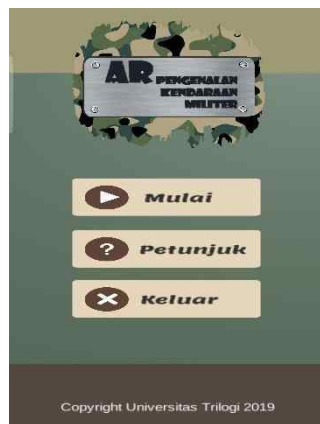 AR PENGENALAN
KENDARAAN
MILITER
Mulai
? Petunjuk
Keluar
Copyright Universitas Trilogi 2019